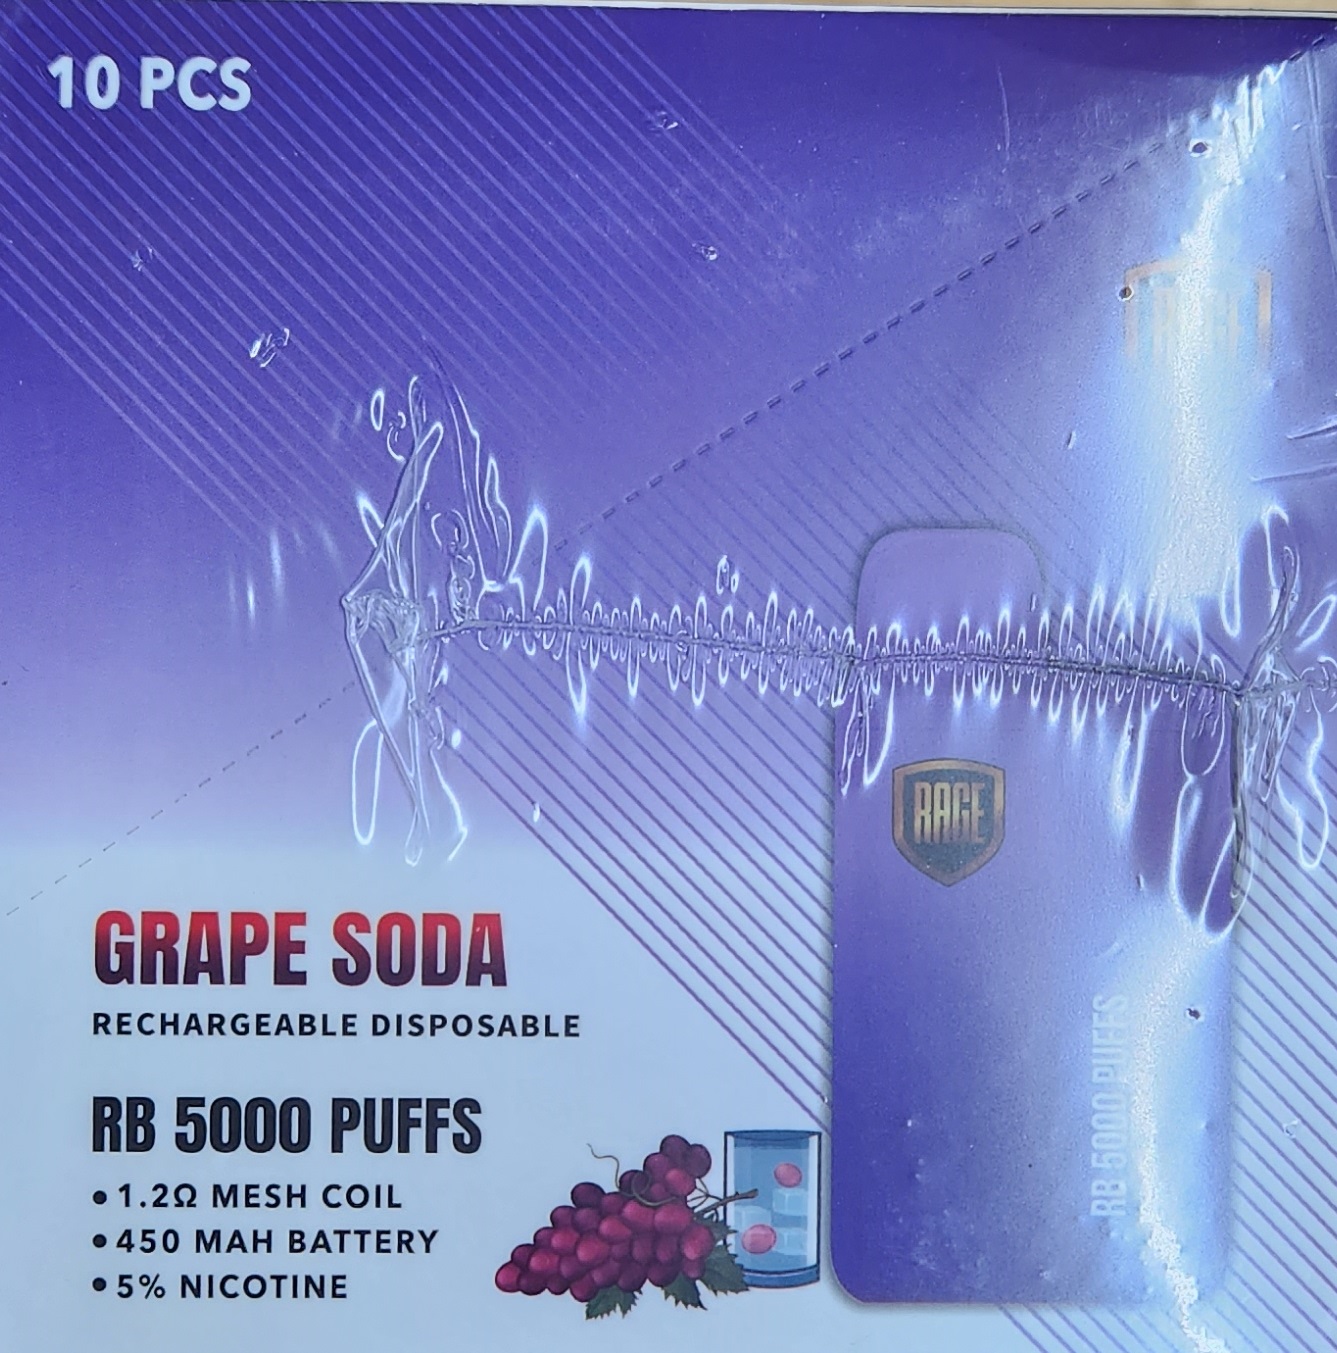 10 PCS
RAGE
RAGE
GRAPE SODA
RECHARGEABLE DISPOSABLE
RB 5000 PUFFS
• 1.2Ω MESH COIL
• 450 MAH BATTERY
• 5% NICOTINE
RB 5000 PUFFS